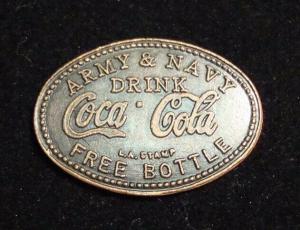 ARMY & NAVY
DRINK
Coca-Cola
L.A. STAMP
FREE BOTTLE